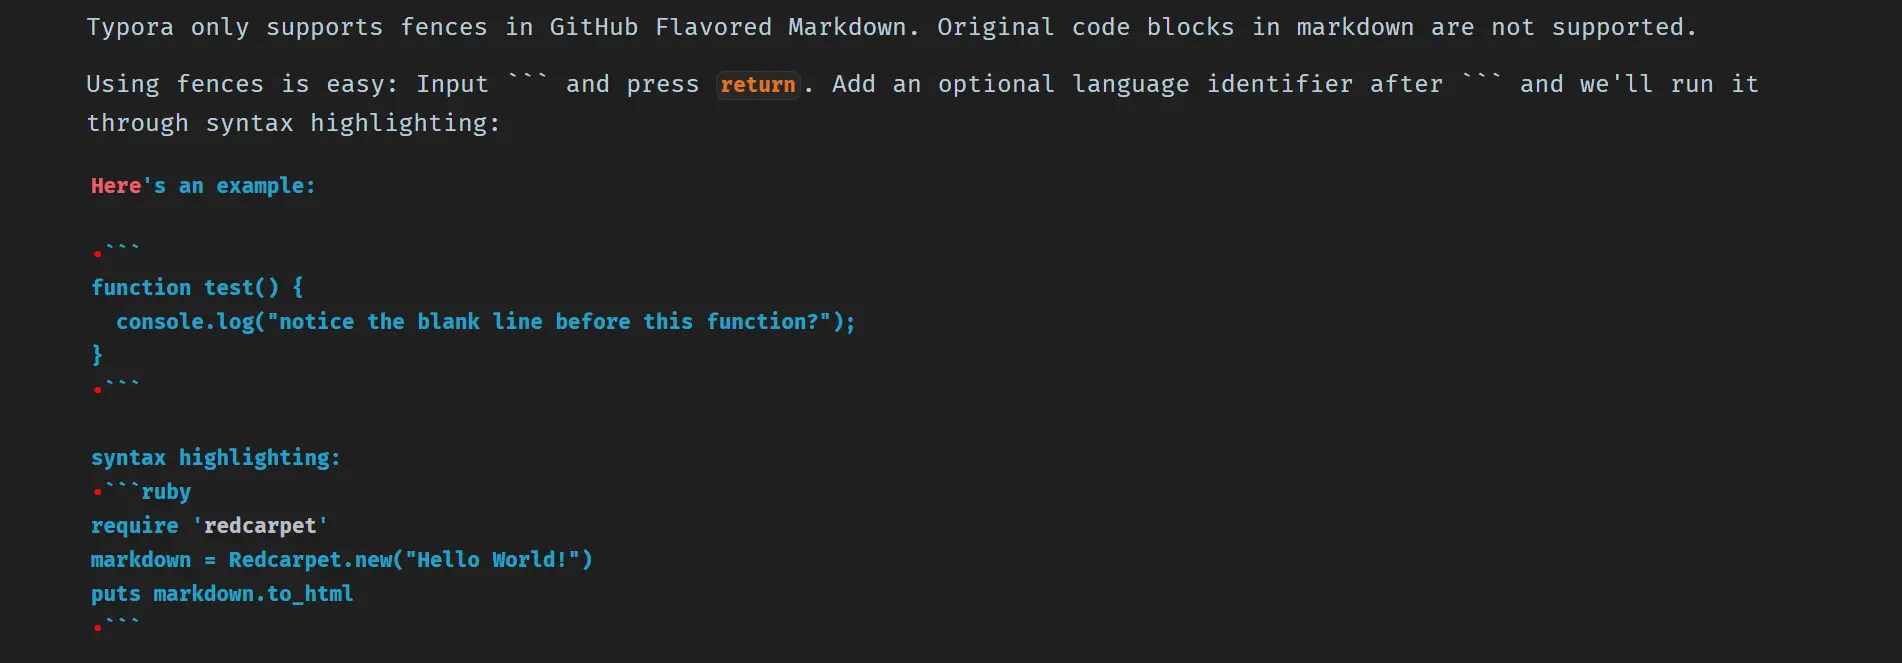 Typora only supports fences in GitHub Flavored Markdown. Original code blocks in markdown are not supported.
Using fences is easy: Input ``` and press return. Add an optional language identifier after ``` and we'll run it
through syntax highlighting:
Here's an example:
•```
function test() {
  console.log("notice the blank line before this function?");
}
•```
syntax highlighting:
•```ruby
require 'redcarpet'
markdown = Redcarpet.new("Hello World!")
puts markdown.to_html
•```